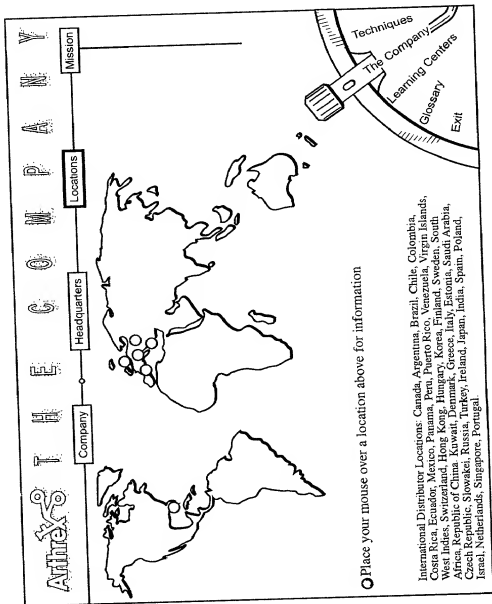 Arthrex THE COMPANY
Company
Headquarters
Locations
Mission
Place your mouse over a location above for information
International Distributor Locations: Canada, Argentina, Brazil, Chile, Colombia,
Costa Rica, Ecuador, Mexico, Panama, Peru, Puerto Rico, Venezuela, Virgin Islands,
West Indies, Switzerland, Hong Kong, Hungary, Korea, Finland, Sweden, South
Africa, Republic of China. Kuwait, Denmark, Greece, Italy, Estonia, Saudi Arabia,
Czech Republic, Slowakei, Russia, Turkey, Ireland, Japan, India, Spain, Poland,
Israel, Netherlands, Singapore, Portugal.
Techniques
The Company
Learning Centers
Glossary
Exit